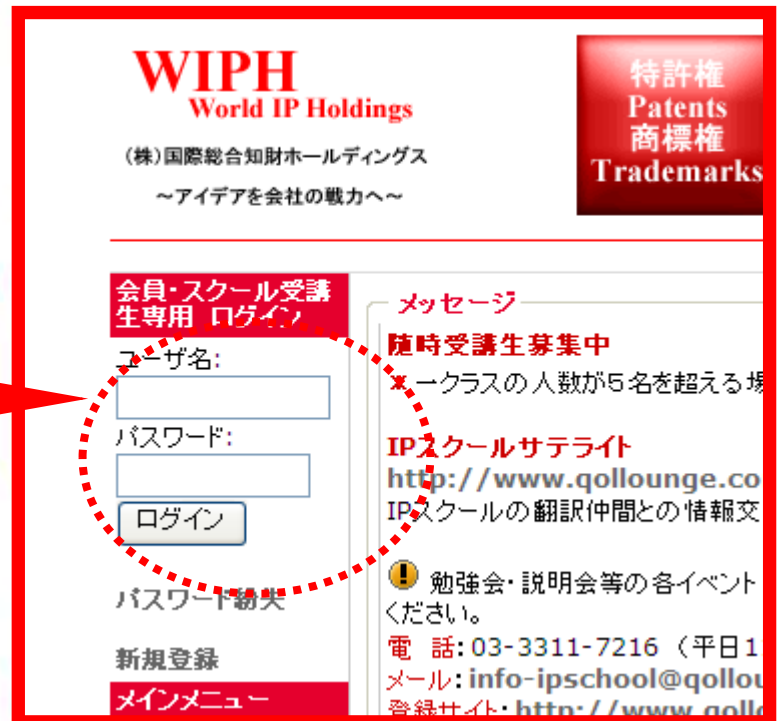 WIPH
World IP Holdings
(株)国際総合知財ホールディングス
～アイデアを会社の戦力へ～
特許権
Patents
商標権
Trademarks
会員・スクール受講
生専用 ログイン
ユーザ名:
パスワード:
ログイン
パスワード紛失
新規登録
メインメニュー
メッセージ
随時受講生募集中
※一クラスの人数が5名を超える場
IPスクールサテライト
http://www.qollounge.co
IPスクールの翻訳仲間との情報交
勉強会・説明会等の各イベント
ください。
電 話:03-3311-7216 (平日1
メール:info-ipschool@qollou
登録サイト:http://www.qollo